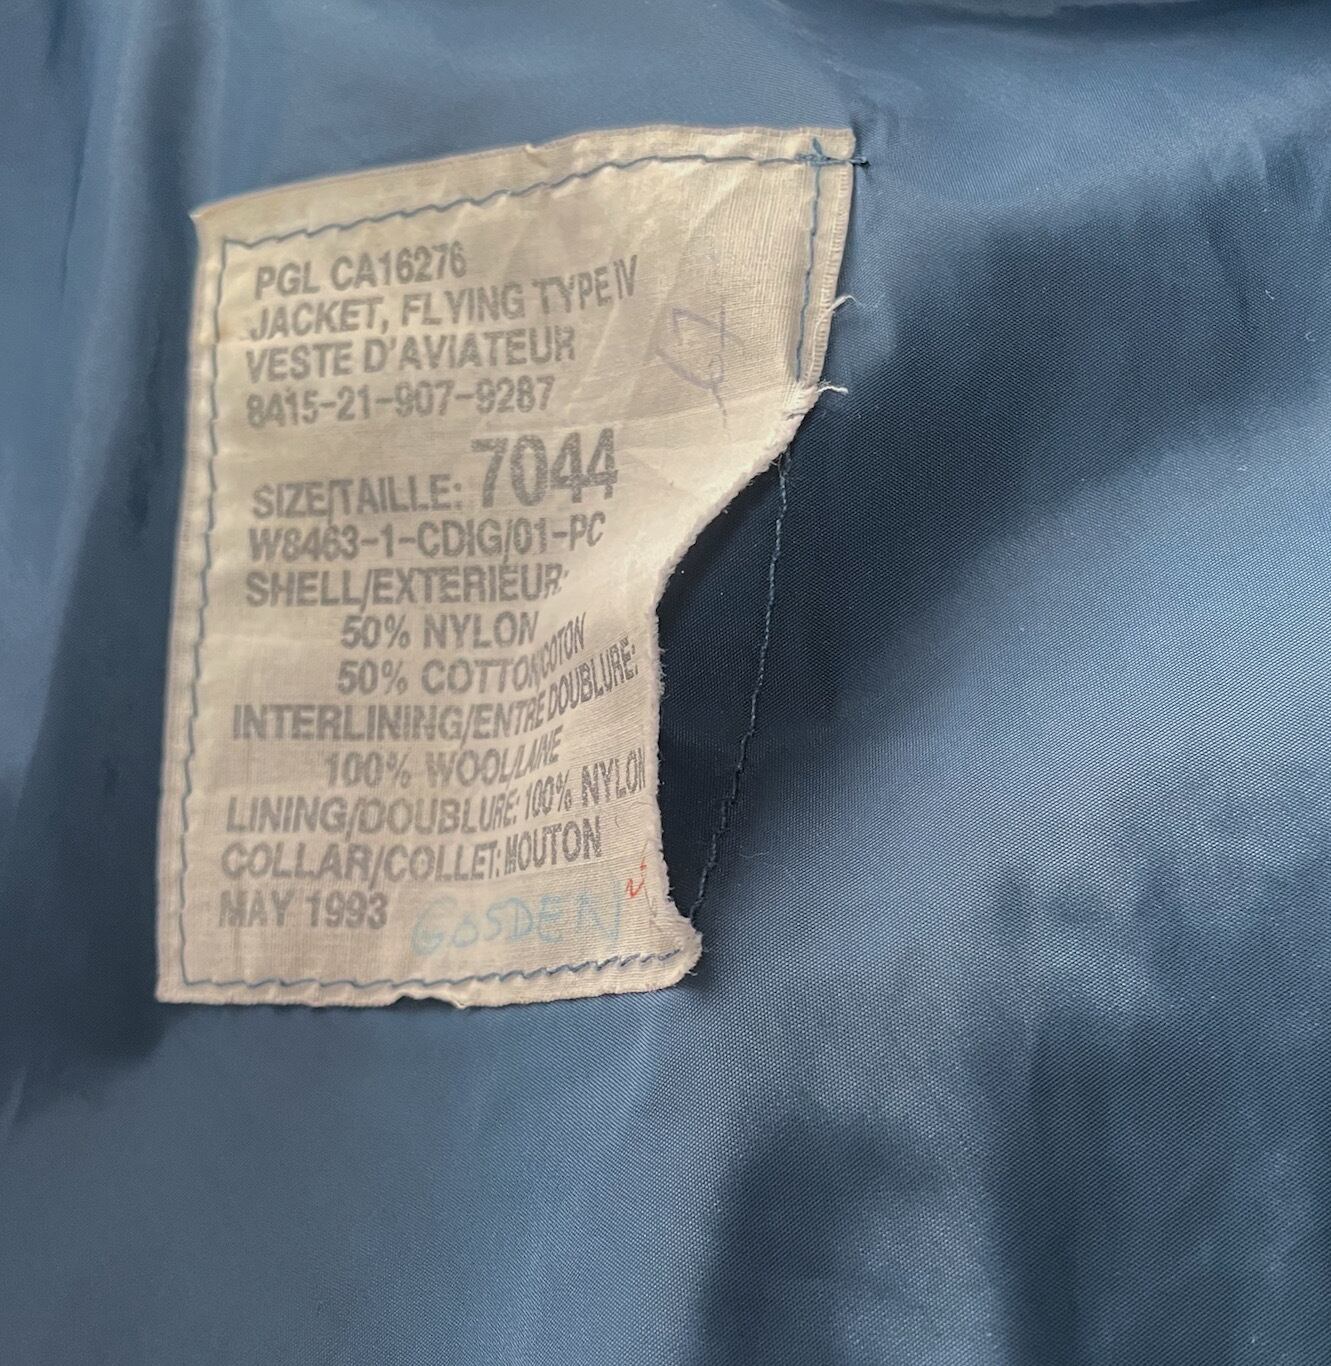 PGL CA16276
JACKET, FLYING TYPE IV
VESTE D'AVIATEUR
8415-21-907-9287
SIZE/TAILLE: 7044
W8463-1-CDIG/01-PC
SHELL/EXTERIEUR:
50% NYLON
50% COTTON/COTON
INTERLINING/ENTRE DOUBLURE:
100% WOOL/LAINE
LINING/DOUBLURE: 100% NYLON
COLLAR/COLLET: MOUTON
MAY 1993 GOSDEN